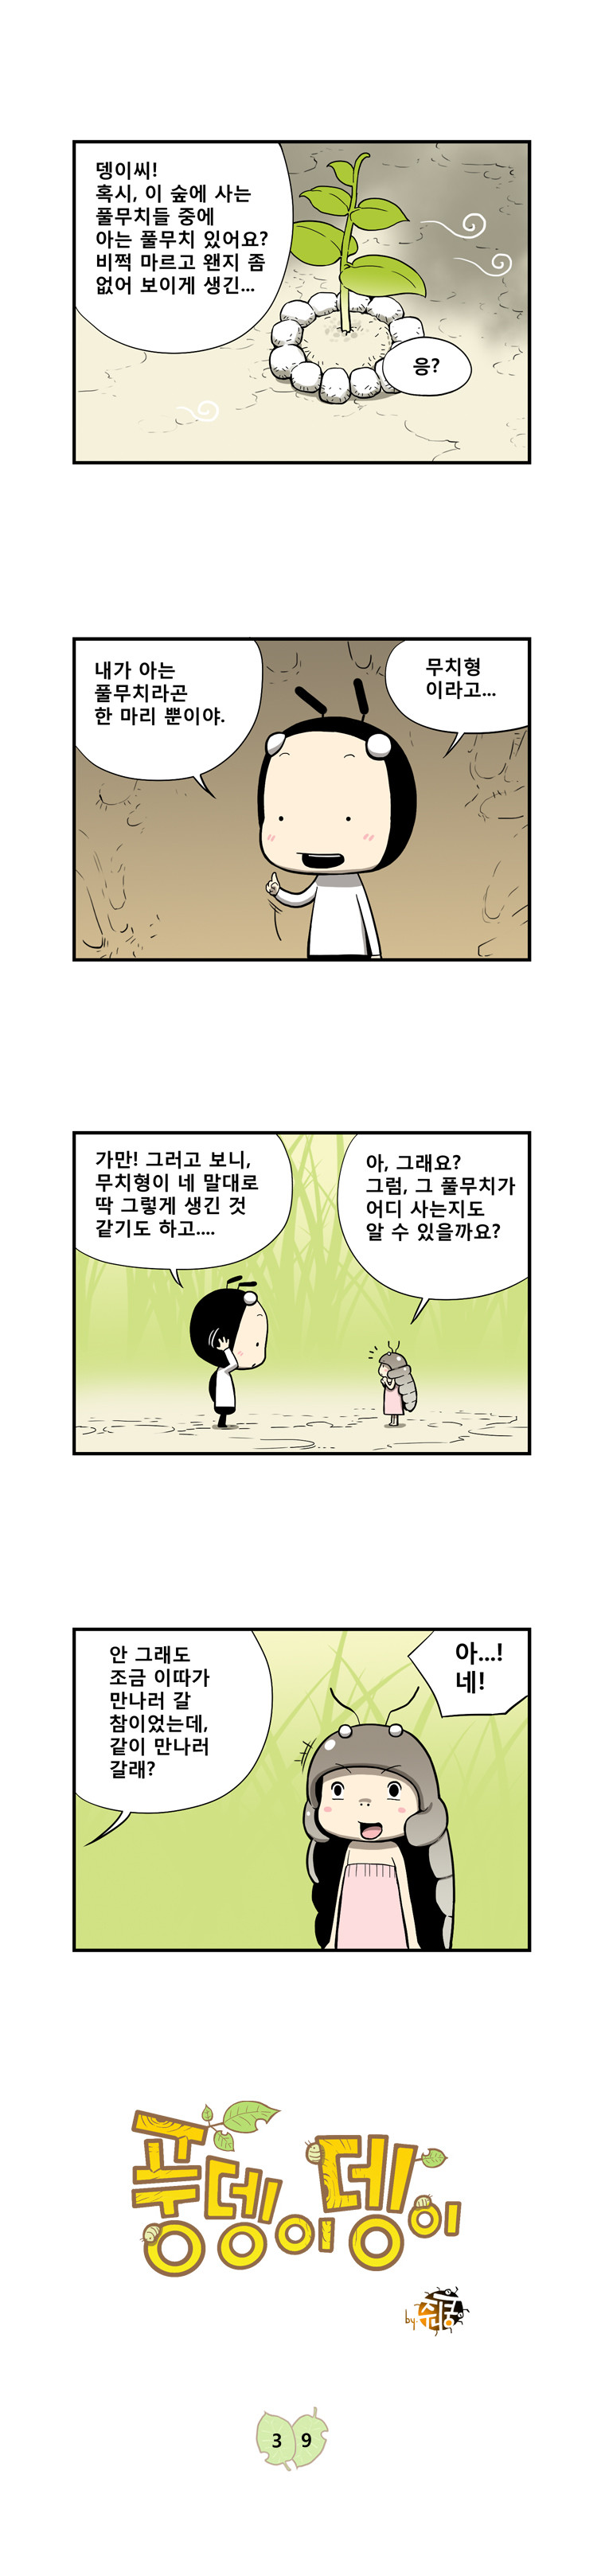 뎅이씨!
혹시, 이 숲에 사는
풀무치들 중에
아는 풀무치 있어요?
비쩍 마르고 왠지 좀
없어 보이게 생긴...
응?
내가 아는
풀무치라곤
한 마리 뿐이야.
무치형
이라고...
가만! 그러고 보니,
무치형이 네 말대로
딱 그렇게 생긴 것
같기도 하고....
아, 그래요?
그럼, 그 풀무치가
어디 사는지도
알 수 있을까요?
안 그래도
조금 이따가
만나러 갈
참이었는데,
같이 만나러
갈래?
아...!
네!
풍뎅이뎅이
by.
3 9